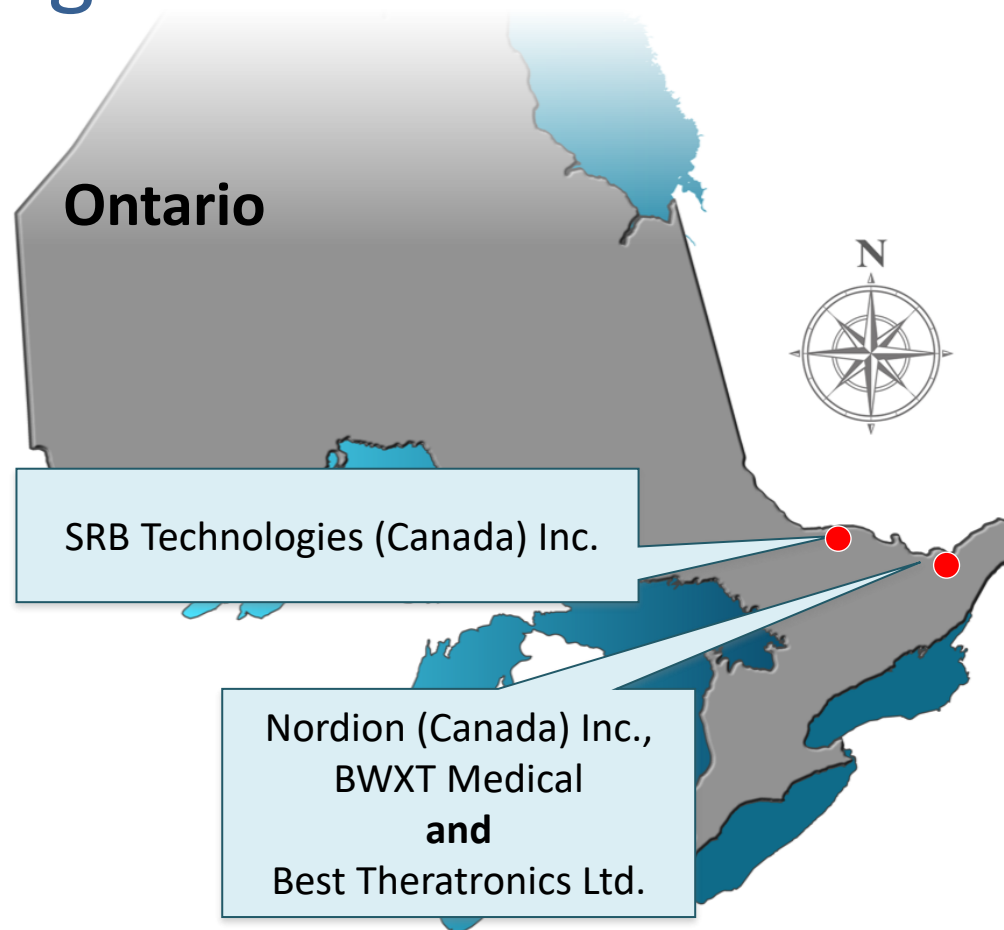 g
Ontario
N
SRB Technologies (Canada) Inc.
Nordion (Canada) Inc.,
BWXT Medical
and
Best Theratronics Ltd.